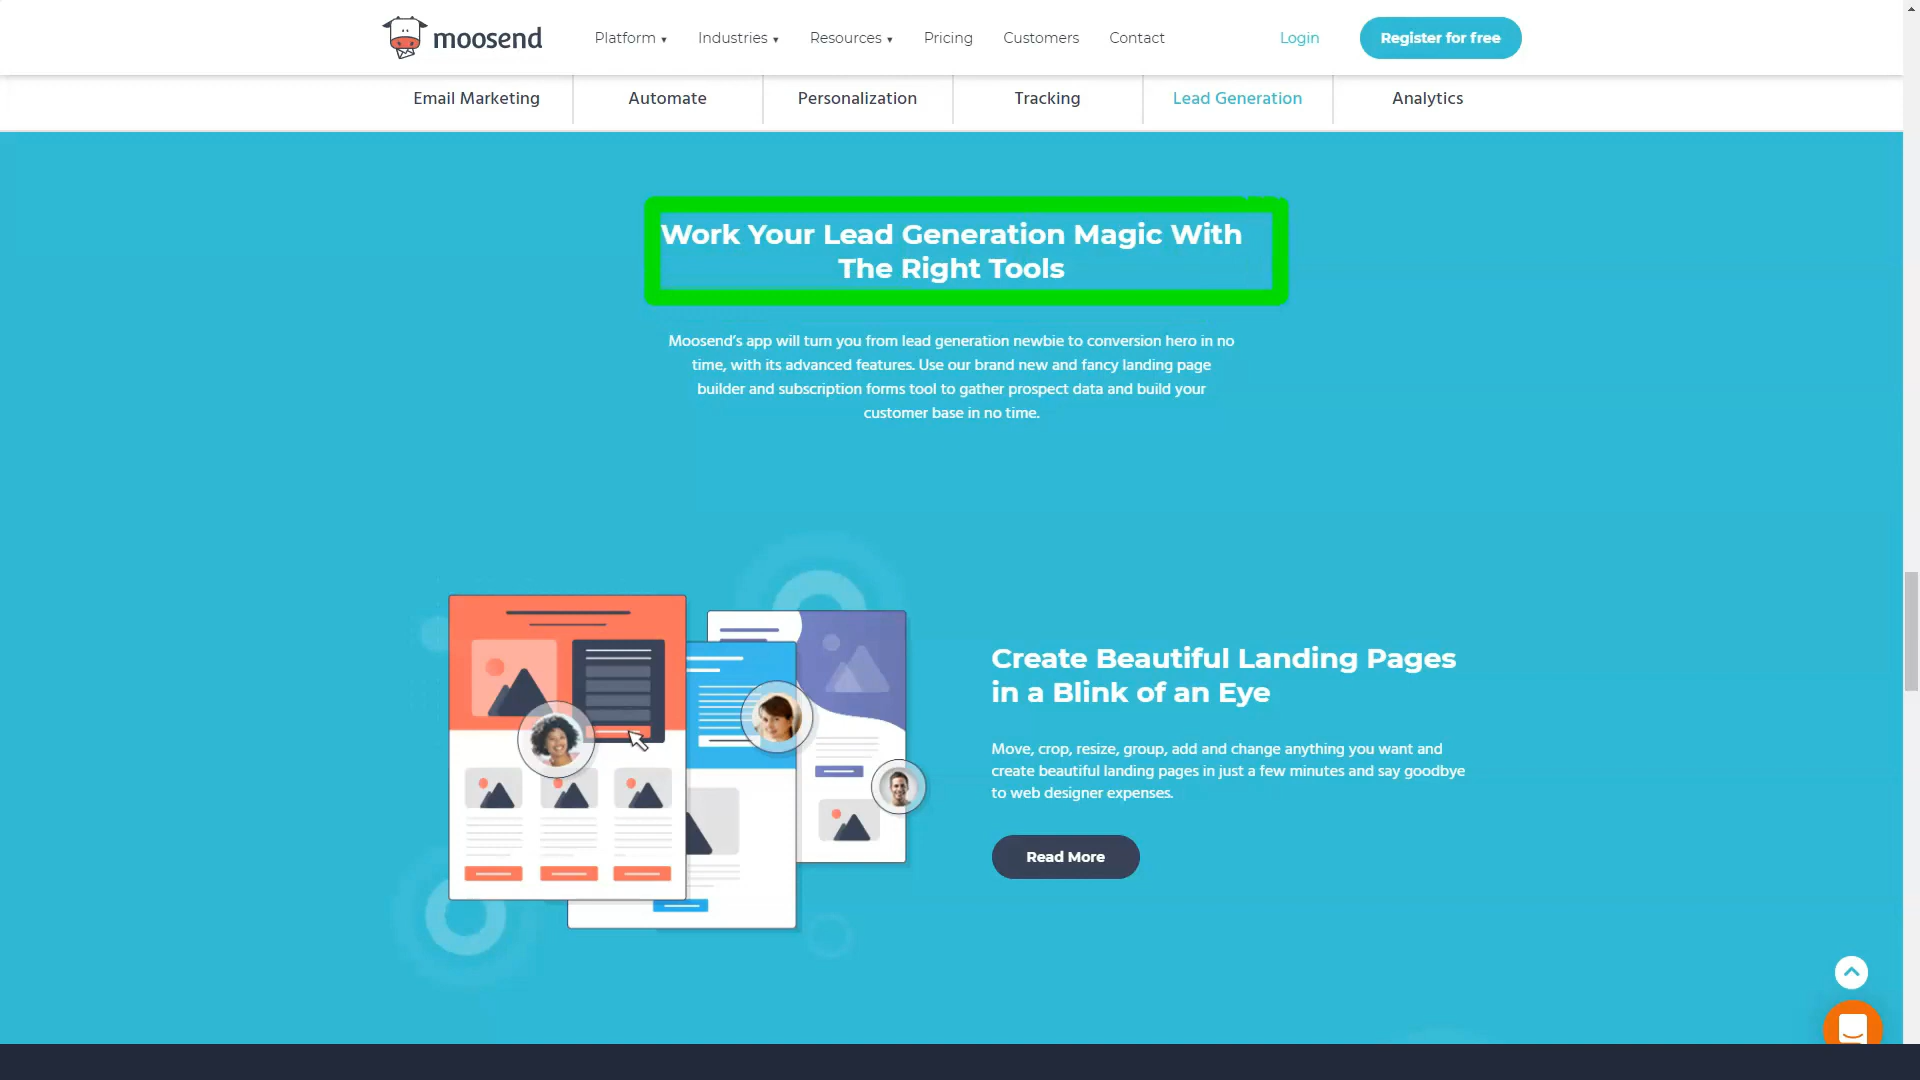 moosend
Platform ▾ Industries ▾ Resources ▾ Pricing Customers Contact Login Register for free
Email Marketing Automate Personalization Tracking Lead Generation Analytics
Work Your Lead Generation Magic With
The Right Tools
Moosend’s app will turn you from lead generation newbie to conversion hero in no
time, with its advanced features. Use our brand new and fancy landing page
builder and subscription forms tool to gather prospect data and build your
customer base in no time.
Create Beautiful Landing Pages
in a Blink of an Eye
Move, crop, resize, group, add and change anything you want and
create beautiful landing pages in just a few minutes and say goodbye
to web designer expenses.
Read More